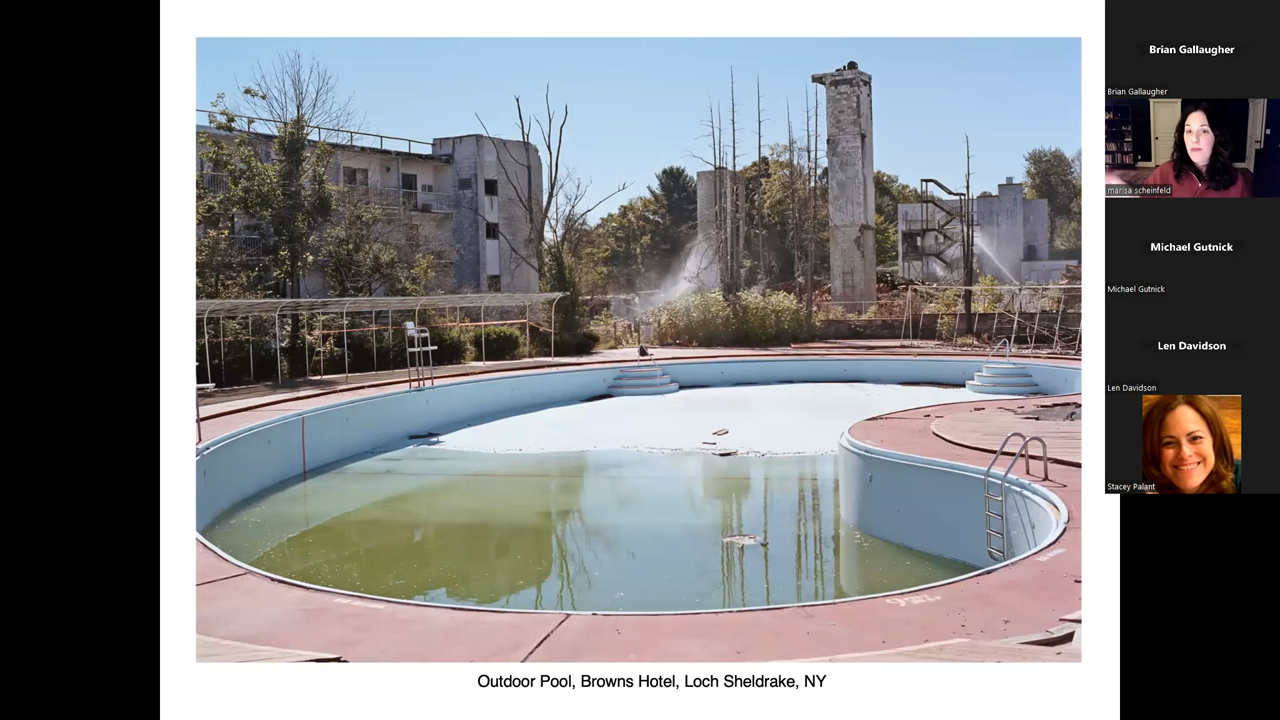 Brian Gallaugher
Brian Gallaugher
marisa scheinfeld
Michael Gutnick
Michael Gutnick
Len Davidson
Len Davidson
Stacey Palant
Outdoor Pool, Browns Hotel, Loch Sheldrake, NY